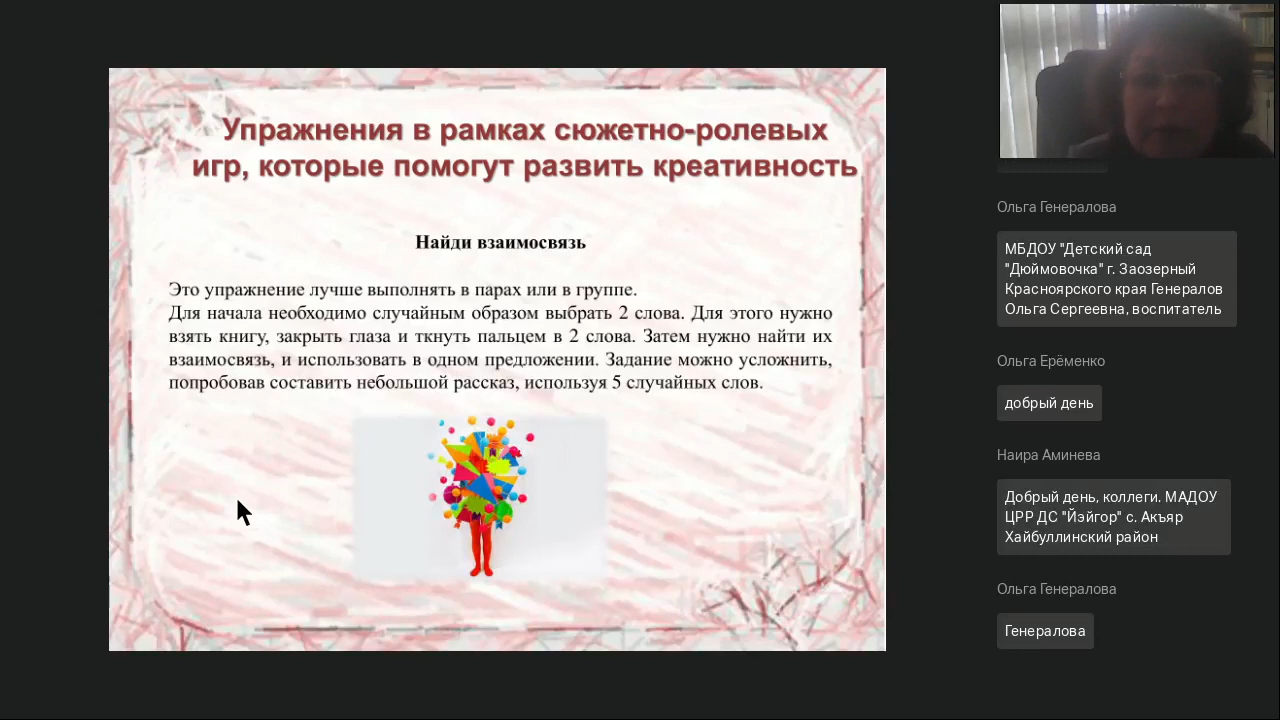 Упражнения в рамках сюжетно-ролевых
игр, которые помогут развить креативность
Найди взаимосвязь
Это упражнение лучше выполнять в парах или в группе.
Для начала необходимо случайным образом выбрать 2 слова. Для этого нужно
взять книгу, закрыть глаза и ткнуть пальцем в 2 слова. Затем нужно найти их
взаимосвязь, и использовать в одном предложении. Задание можно усложнить,
попробовав составить небольшой рассказ, используя 5 случайных слов.
Ольга Генералова
МБДОУ "Детский сад
"Дюймовочка" г. Заозерный
Красноярского края Генералов
Ольга Сергеевна, воспитатель
Ольга Ерёменко
добрый день
Наира Аминева
Добрый день, коллеги. МАДОУ
ЦРР ДС "Йэйгор" с. Акъяр
Хайбуллинский район
Ольга Генералова
Генералова